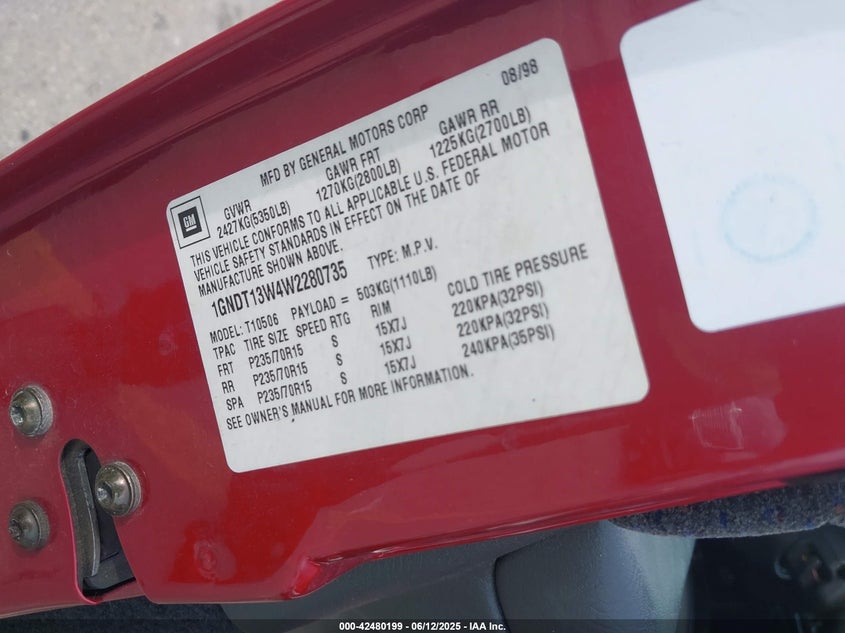 MFD BY GENERAL MOTORS CORP 08/98
GVWR GAWR FRT GAWR RR
2427KG(5350LB) 1270KG(2800LB) 1225KG(2700LB)
THIS VEHICLE CONFORMS TO ALL APPLICABLE U.S. FEDERAL MOTOR
VEHICLE SAFETY STANDARDS IN EFFECT ON THE DATE OF
MANUFACTURE SHOWN ABOVE.
1GNDT13W4W2280735 TYPE: M.P.V.
MODEL: T10506 PAYLOAD = 503KG(1110LB)
TPAC TIRE SIZE SPEED RTG RIM COLD TIRE PRESSURE
FRT P235/70R15 S 15X7J 220KPA(32PSI)
RR P235/70R15 S 15X7J 220KPA(32PSI)
SPA P235/70R15 S 15X7J 240KPA(35PSI)
SEE OWNER'S MANUAL FOR MORE INFORMATION.
GM
000-42480199 - 06/12/2025 - IAA Inc.